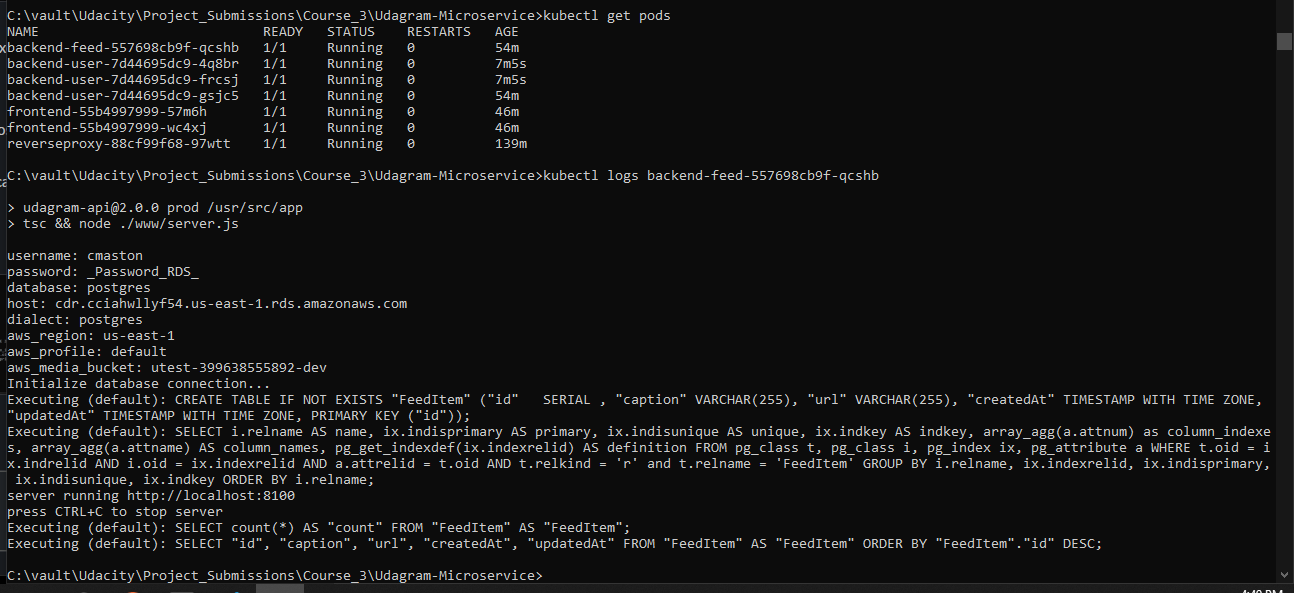 C:\vault\Udacity\Project_Submissions\Course_3\Udagram-Microservice>kubectl get pods
NAME                             READY   STATUS    RESTARTS   AGE
backend-feed-557698cb9f-qcshb   1/1     Running   0          54m
backend-user-7d44695dc9-4q8br   1/1     Running   0          7m5s
backend-user-7d44695dc9-frcsj   1/1     Running   0          7m5s
backend-user-7d44695dc9-gsjc5   1/1     Running   0          54m
frontend-55b4997999-57m6h       1/1     Running   0          46m
frontend-55b4997999-wc4xj       1/1     Running   0          46m
reverseproxy-88cf99f68-97wtt    1/1     Running   0          139m
C:\vault\Udacity\Project_Submissions\Course_3\Udagram-Microservice>kubectl logs backend-feed-557698cb9f-qcshb
> udagram-api@2.0.0 prod /usr/src/app
> tsc && node ./www/server.js
username: cmaston
password: _Password_RDS_
database: postgres
host: cdr.cciahwllyf54.us-east-1.rds.amazonaws.com
dialect: postgres
aws_region: us-east-1
aws_profile: default
aws_media_bucket: utest-399638555892-dev
Initialize database connection...
Executing (default): CREATE TABLE IF NOT EXISTS "FeedItem" ("id"   SERIAL , "caption" VARCHAR(255), "url" VARCHAR(255), "createdAt" TIMESTAMP WITH TIME ZONE,
"updatedAt" TIMESTAMP WITH TIME ZONE, PRIMARY KEY ("id"));
Executing (default): SELECT i.relname AS name, ix.indisprimary AS primary, ix.indisunique AS unique, ix.indkey AS indkey, array_agg(a.attnum) as column_indexe
s, array_agg(a.attname) AS column_names, pg_get_indexdef(ix.indexrelid) AS definition FROM pg_class t, pg_class i, pg_index ix, pg_attribute a WHERE t.oid = i
x.indrelid AND i.oid = ix.indexrelid AND a.attrelid = t.oid AND t.relkind = 'r' and t.relname = 'FeedItem' GROUP BY i.relname, ix.indexrelid, ix.indisprimary,
 ix.indisunique, ix.indkey ORDER BY i.relname;
server running http://localhost:8100
press CTRL+C to stop server
Executing (default): SELECT count(*) AS "count" FROM "FeedItem" AS "FeedItem";
Executing (default): SELECT "id", "caption", "url", "createdAt", "updatedAt" FROM "FeedItem" AS "FeedItem" ORDER BY "FeedItem"."id" DESC;
C:\vault\Udacity\Project_Submissions\Course_3\Udagram-Microservice>